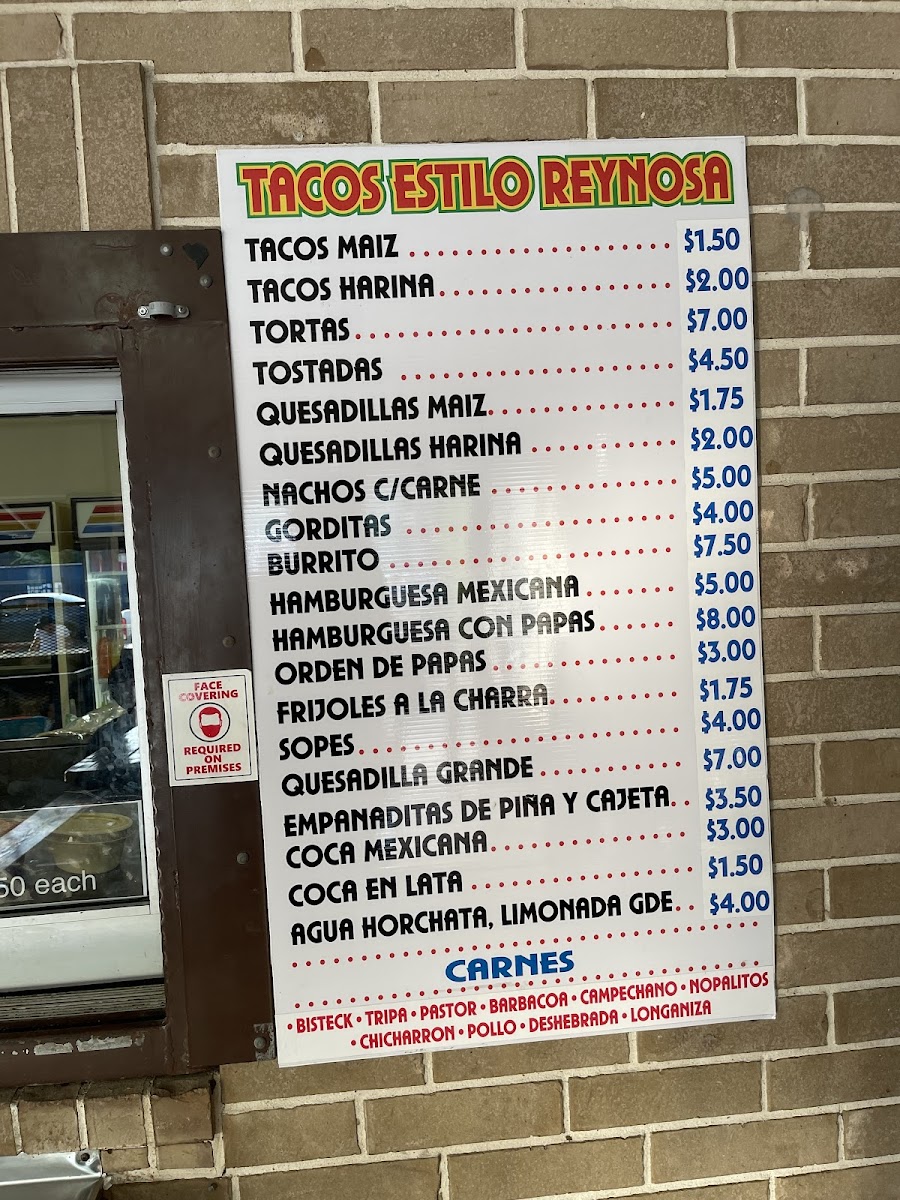 TACOS ESTILO REYNOSA
TACOS MAIZ . . . . . . . . . . . . . . . . . . . $1.50
TACOS HARINA. . . . . . . . . . . . . . . . . $2.00
TORTAS. . . . . . . . . . . . . . . . . . . . . . $7.00
TOSTADAS . . . . . . . . . . . . . . . . . . . $4.50
QUESADILLAS MAIZ. . . . . . . . . . . . . $1.75
QUESADILLAS HARINA . . . . . . . . . . $2.00
NACHOS C/CARNE . . . . . . . . . . . . . $5.00
GORDITAS . . . . . . . . . . . . . . . . . . . $4.00
BURRITO . . . . . . . . . . . . . . . . . . . . $7.50
HAMBURGUESA MEXICANA . . . . . . . $5.00
HAMBURGUESA CON PAPAS. . . . . . $8.00
ORDEN DE PAPAS. . . . . . . . . . . . . . $3.00
FRIJOLES A LA CHARRA. . . . . . . . . . $1.75
SOPES. . . . . . . . . . . . . . . . . . . . . . . $4.00
QUESADILLA GRANDE . . . . . . . . . . . $7.00
EMPANADITAS DE PIÑA Y CAJETA. . $3.50
COCA MEXICANA. . . . . . . . . . . . . . . $3.00
COCA EN LATA . . . . . . . . . . . . . . . . $1.50
AGUA HORCHATA, LIMONADA GDE. . $4.00
CARNES
• BISTECK • TRIPA • PASTOR • BARBACOA • CAMPECHANO • NOPALITOS
• CHICHARRON • POLLO • DESHEBRADA • LONGANIZA
FACE
COVERING
REQUIRED
ON
PREMISES
50 each